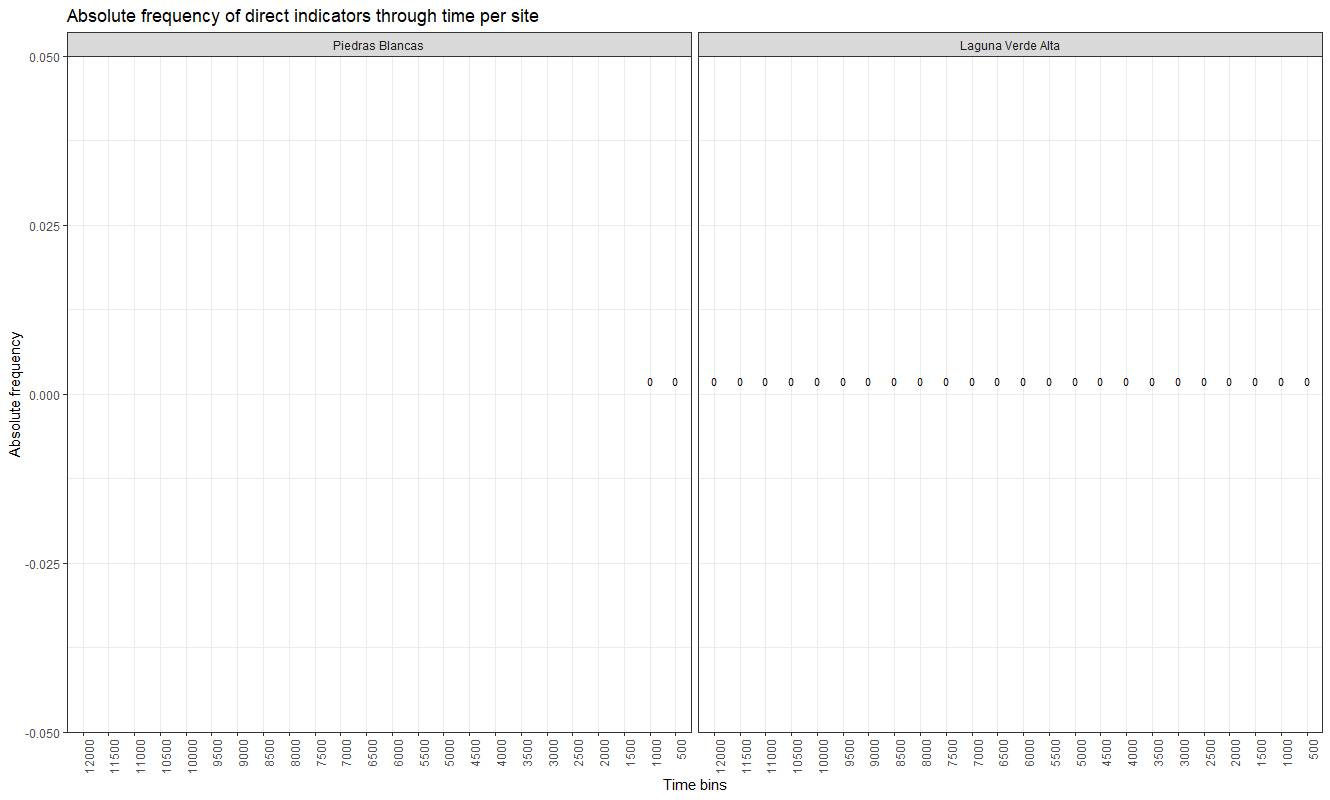 Absolute frequency of direct indicators through time per site
Piedras Blancas
Laguna Verde Alta
Absolute frequency
0.050
0.025
0.000
-0.025
-0.050
0 0
0 0 0 0 0 0 0 0 0 0 0 0 0 0 0 0 0 0 0 0 0 0 0 0
12000 11500 11000 10500 10000 9500 9000 8500 8000 7500 7000 6500 6000 5500 5000 4500 4000 3500 3000 2500 2000 1500 1000 500
12000 11500 11000 10500 10000 9500 9000 8500 8000 7500 7000 6500 6000 5500 5000 4500 4000 3500 3000 2500 2000 1500 1000 500
Time bins